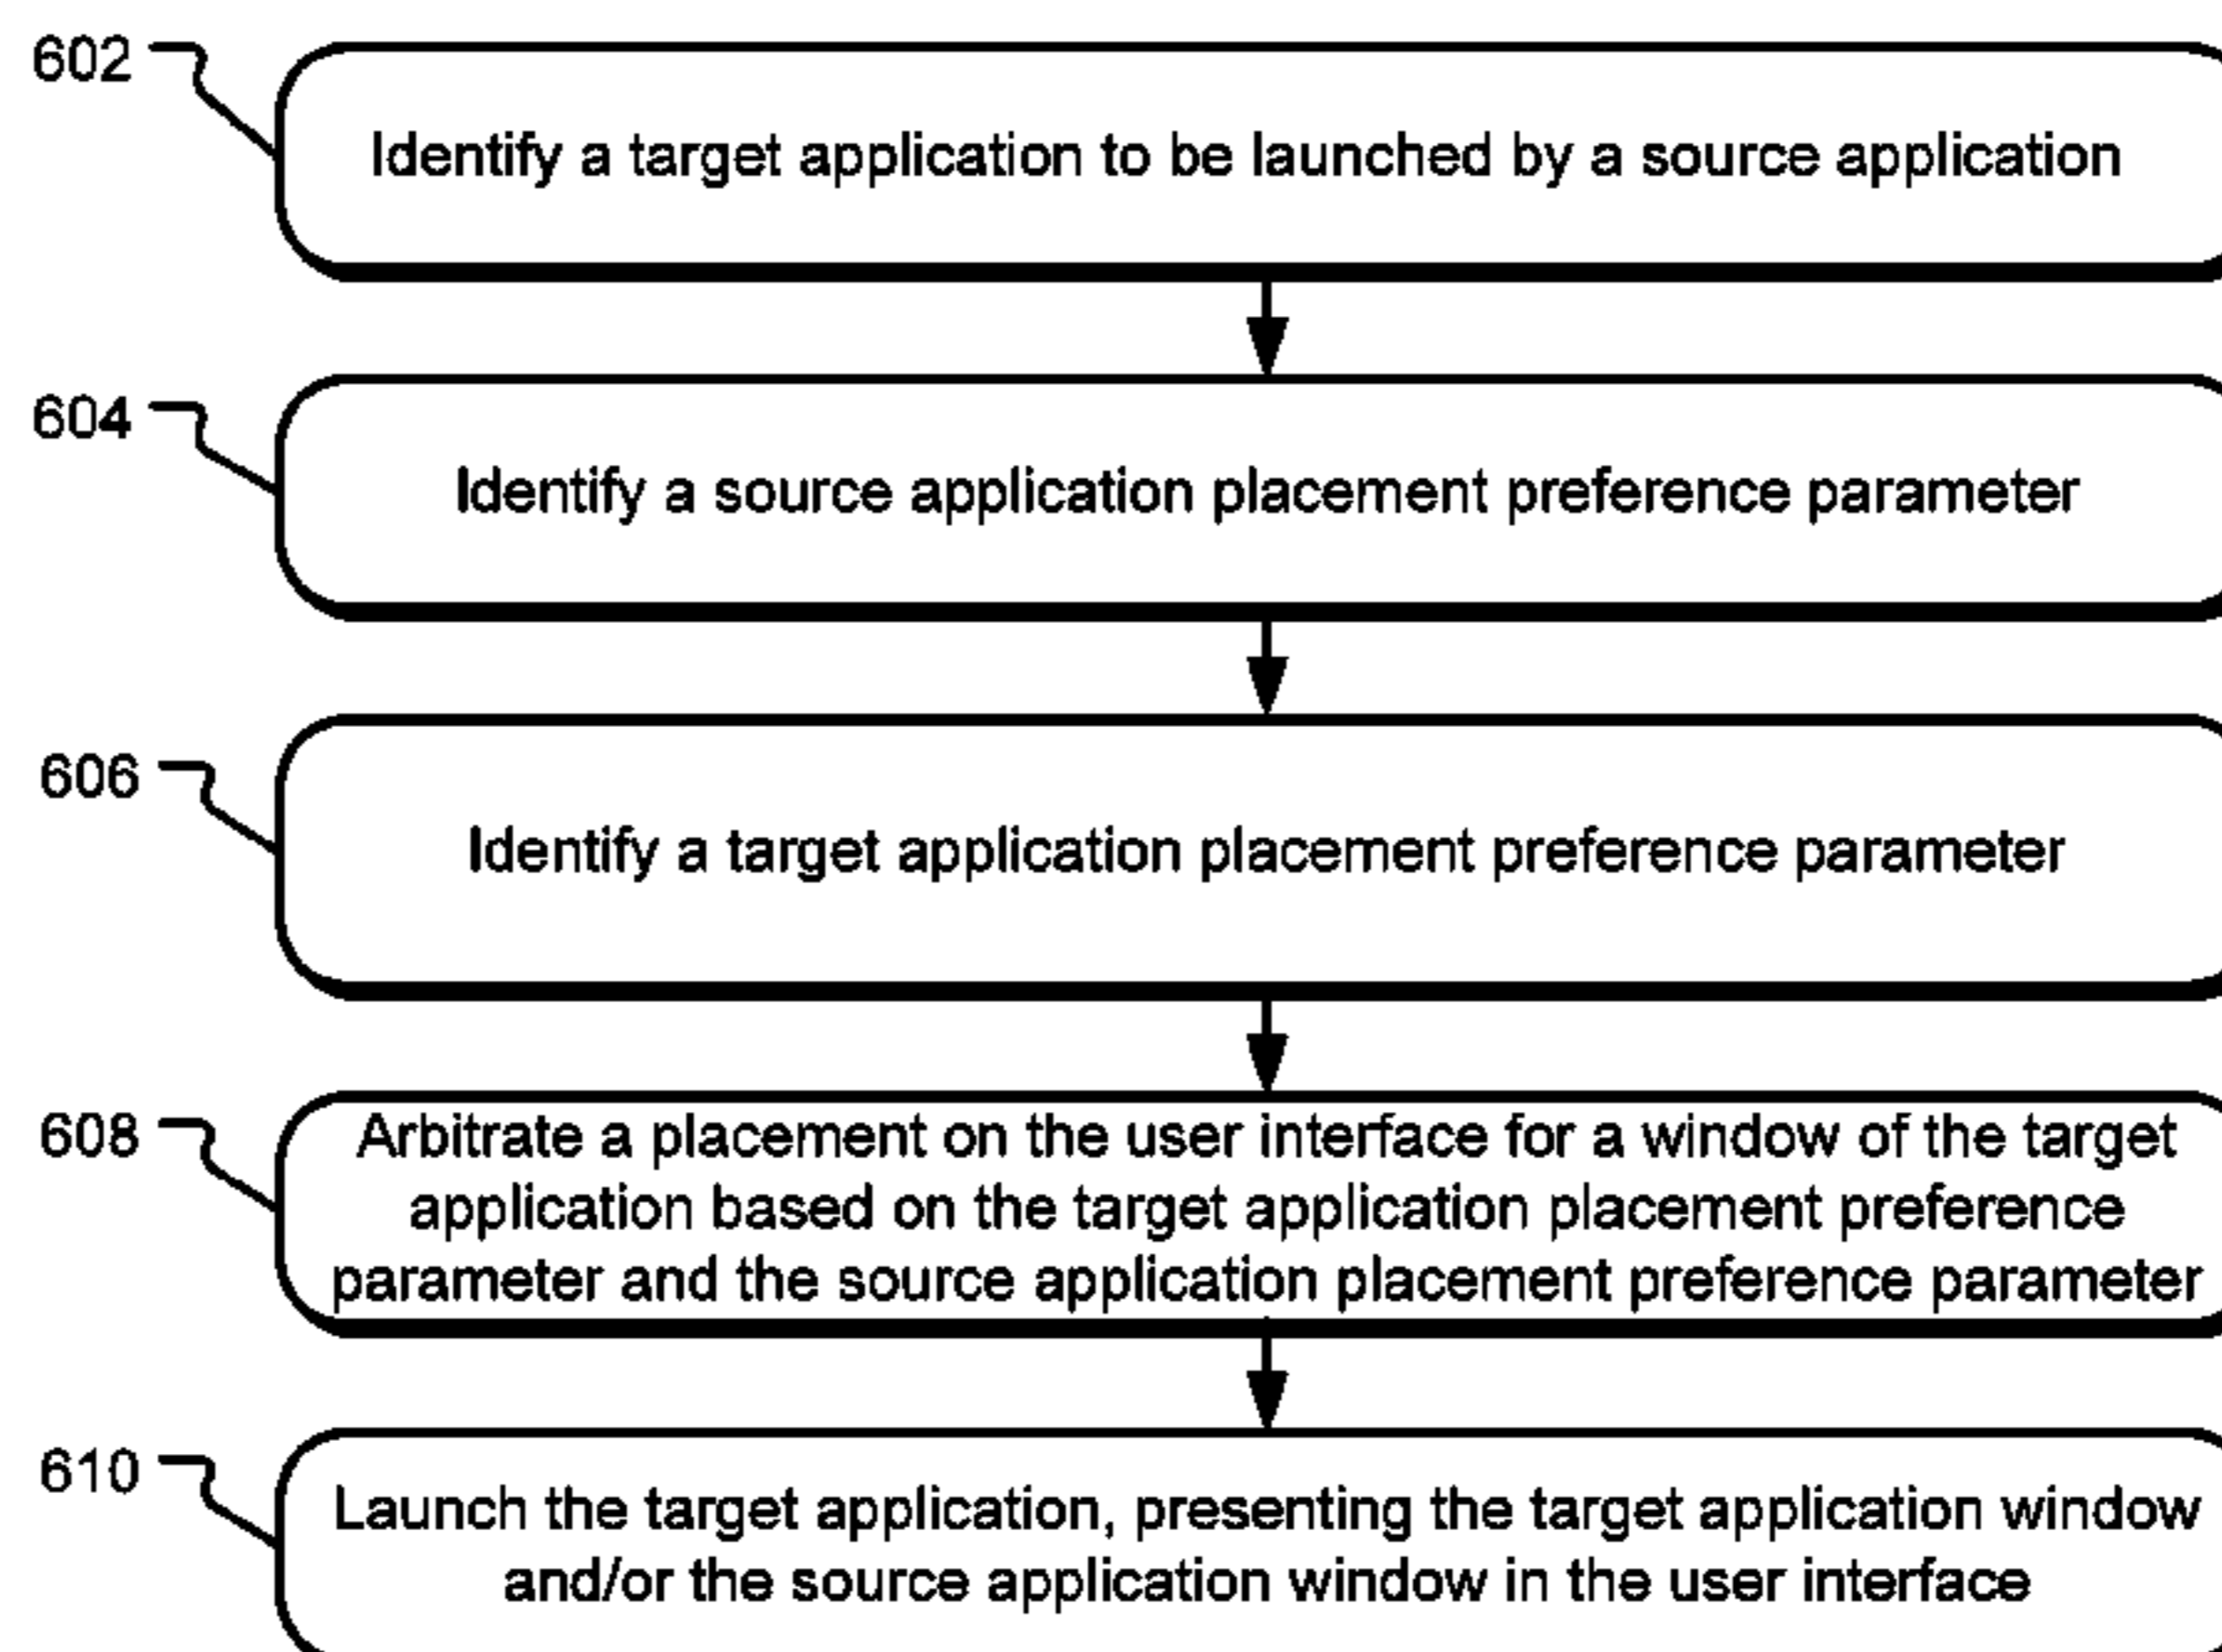 602
Identify a target application to be launched by a source application
604
Identify a source application placement preference parameter
606
Identify a target application placement preference parameter
608
Arbitrate a placement on the user interface for a window of the target
application based on the target application placement preference
parameter and the source application placement preference parameter
610
Launch the target application, presenting the target application window
and/or the source application window in the user interface